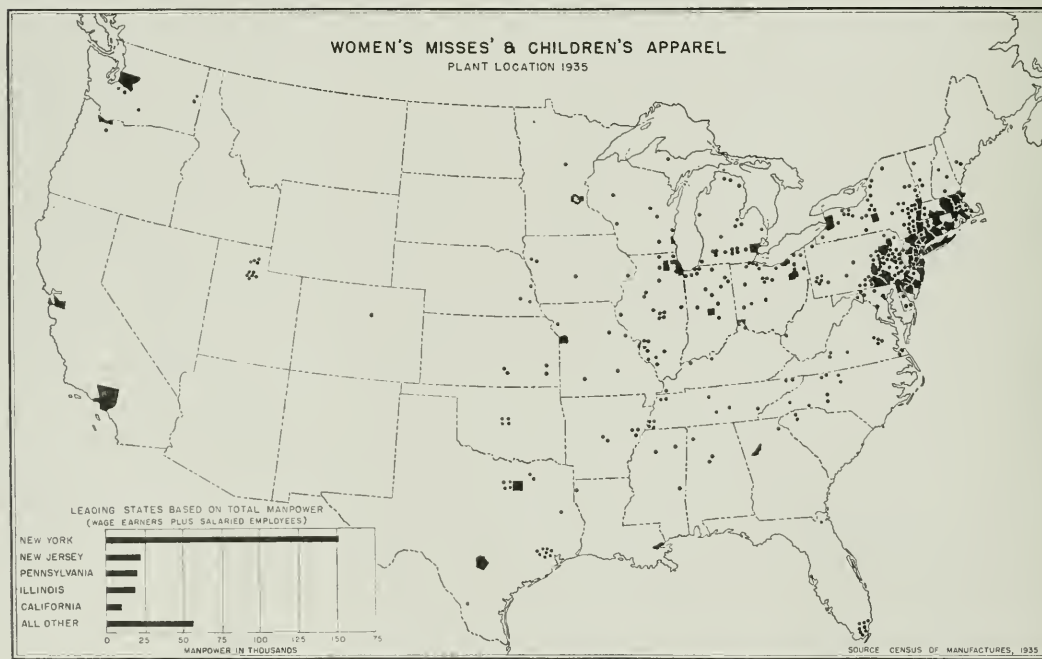 WOMEN'S MISSES' & CHILDREN'S APPAREL
PLANT LOCATION 1935
LEADING STATES BASED ON TOTAL MANPOWER
(WAGE EARNERS PLUS SALARIED EMPLOYEES)
NEW YORK
NEW JERSEY
PENNSYLVANIA
ILLINOIS
CALIFORNIA
ALL OTHER
0 25 50 75 100 125 150 75
MANPOWER IN THOUSANDS
SOURCE CENSUS OF MANUFACTURES, 1935